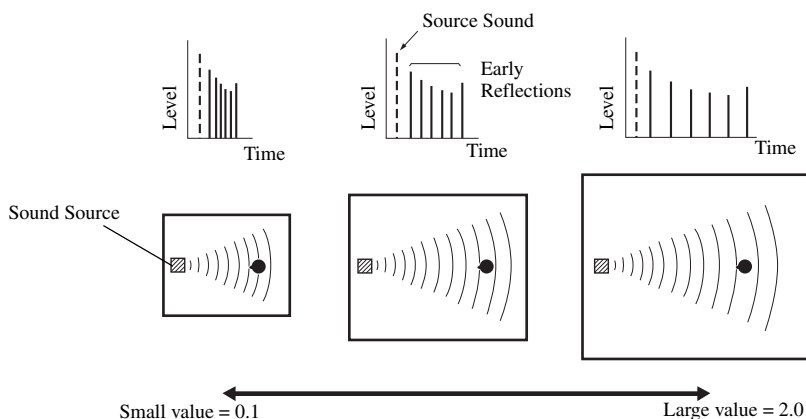 Source Sound
Early
Reflections
Level
Time
Level
Time
Level
Time
Sound Source
Small value = 0.1
Large value = 2.0